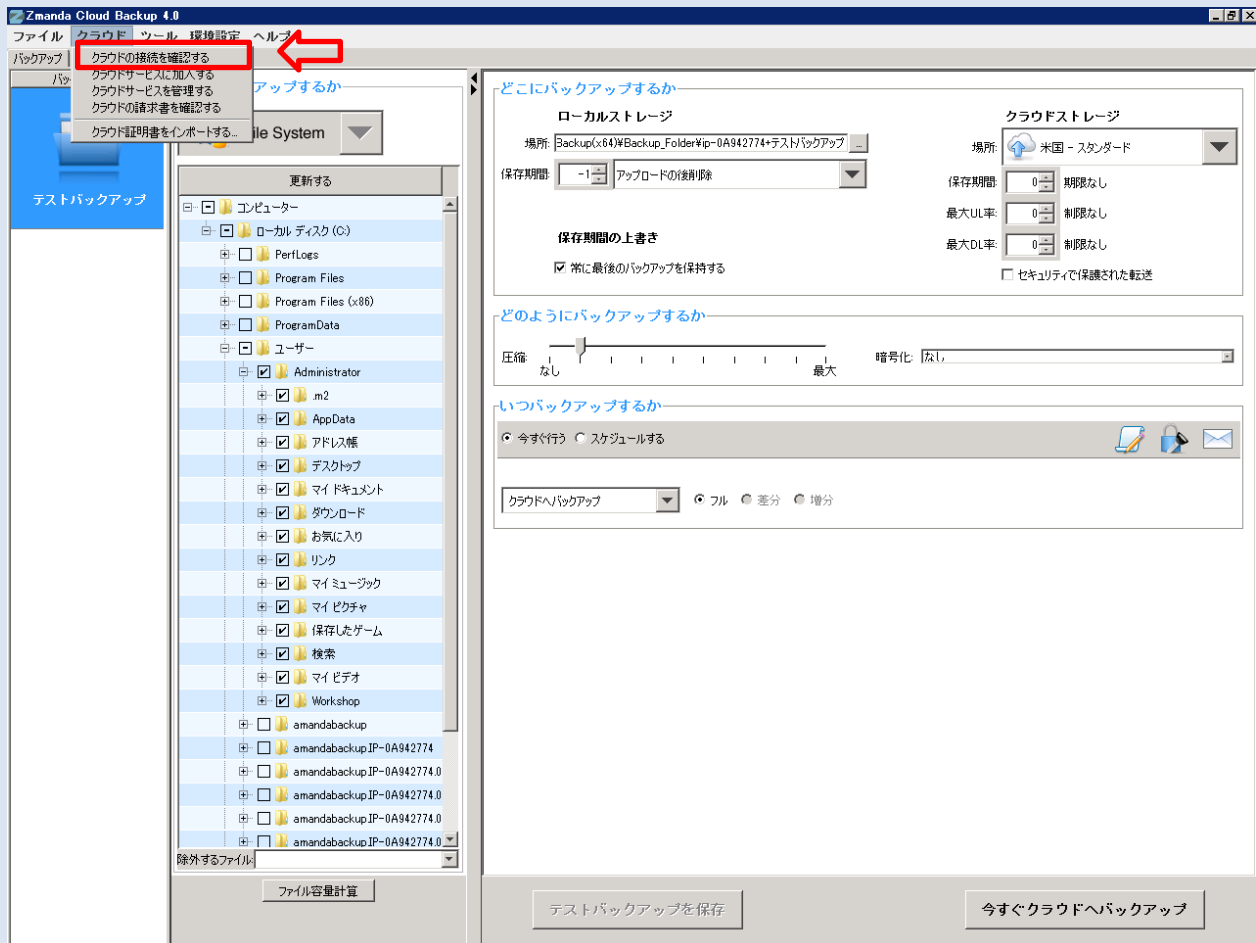 Zmanda Cloud Backup 4.0
ファイル クラウド ツール 環境設定 ヘルプ
バックアップ
クラウドの接続を確認する
クラウドサービスに加入する
クラウドサービスを管理する
クラウドの請求書を確認する
クラウド証明書をインポートする...
テストバックアップ
アップするか
ile System
更新する
コンピューター
ローカル ディスク (C:)
PerfLogs
Program Files
Program Files (x86)
ProgramData
ユーザー
Administrator
.m2
AppData
アドレス帳
デスクトップ
マイ ドキュメント
ダウンロード
お気に入り
リンク
マイ ミュージック
マイ ピクチャ
保存したゲーム
検索
マイ ビデオ
Workshop
amandabackup
amandabackup.IP-0A942774
amandabackup.IP-0A942774.0
amandabackup.IP-0A942774.0
amandabackup.IP-0A942774.0
amandabackup.IP-0A942774.0
除外するファイル:
ファイル容量計算
どこにバックアップするか
ローカルストレージ
場所: Backup(x64)¥Backup_Folder¥ip-0A942774+テストバックアップ ...
保存期間: -1 アップロードの後削除
保存期間の上書き
常に最後のバックアップを保持する
クラウドストレージ
場所: 米国 - スタンダード
保存期間: 0 期限なし
最大UL率: 0 制限なし
最大DL率: 0 制限なし
セキュリティで保護された転送
どのようにバックアップするか
圧縮: なし 最大
暗号化: なし
いつバックアップするか
今すぐ行う スケジュールする
クラウドへバックアップ フル 差分 増分
テストバックアップを保存
今すぐクラウドへバックアップ